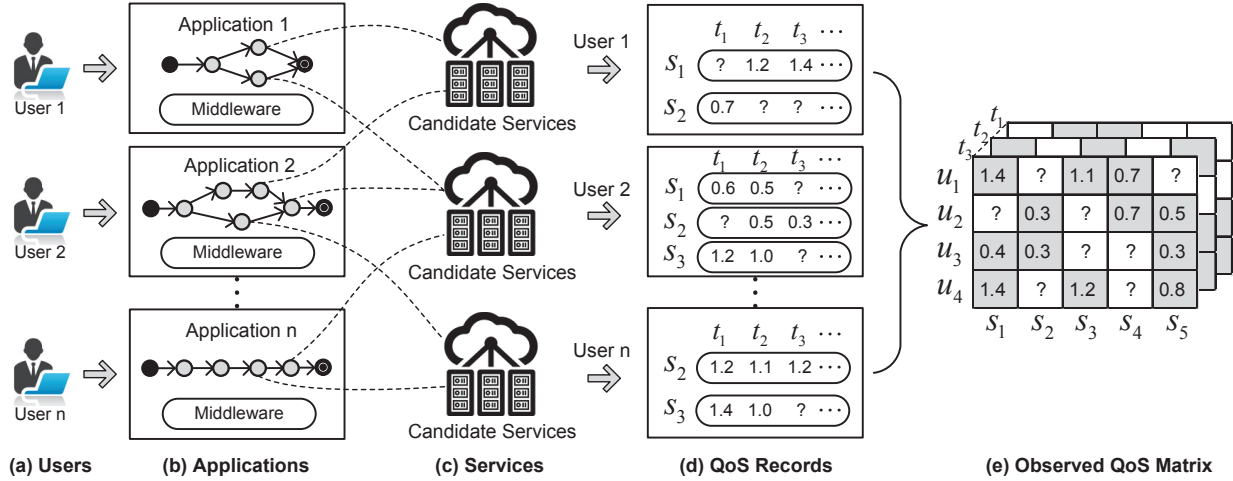 User 1
User 2
User n
(a) Users
Application 1
Middleware
Application 2
Middleware
Application n
Middleware
(b) Applications
Candidate Services
Candidate Services
Candidate Services
(c) Services
User 1
t1 t2 t3 ···
s1 ? 1.2 1.4 ···
s2 0.7 ? ? ···
User 2
t1 t2 t3 ···
s1 0.6 0.5 ? ···
s2 ? 0.5 0.3 ···
s3 1.2 1.0 ? ···
User n
t1 t2 t3 ···
s2 1.2 1.1 1.2 ···
s3 1.4 1.0 ? ···
(d) QoS Records
t1
t2
t3
u1 1.4 ? 1.1 0.7 ?
u2 ? 0.3 ? 0.7 0.5
u3 0.4 0.3 ? ? 0.3
u4 1.4 ? 1.2 ? 0.8
s1 s2 s3 s4 s5
(e) Observed QoS Matrix